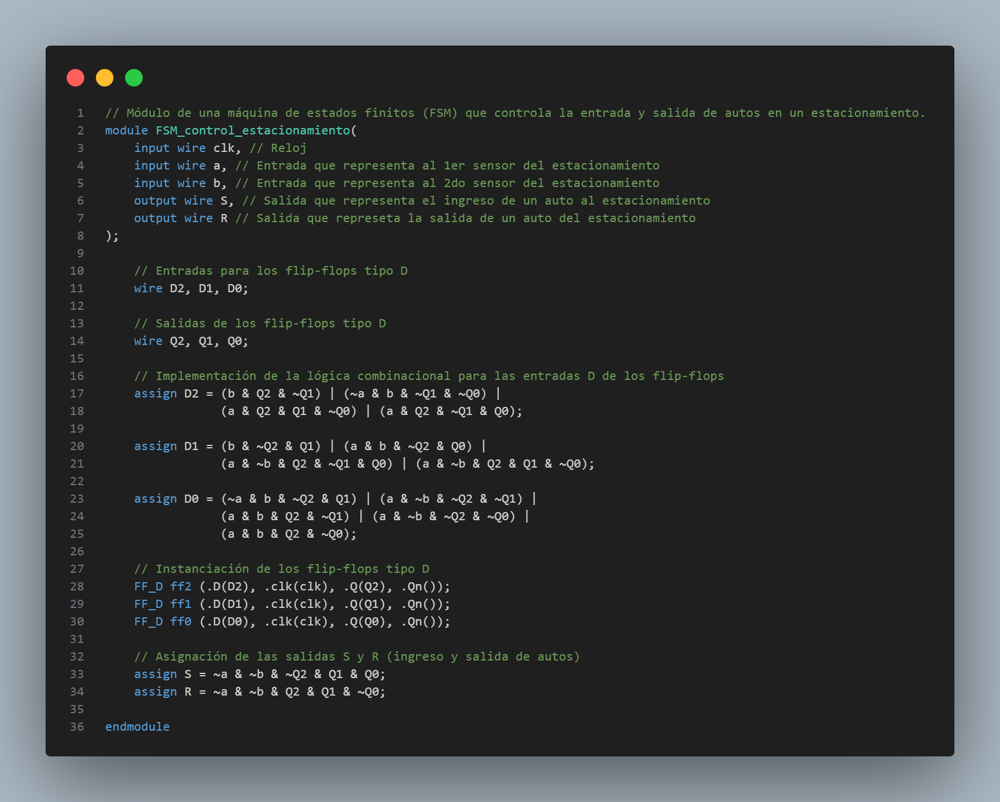 1 // Módulo de una máquina de estados finitos (FSM) que controla la entrada y salida de autos en un estacionamiento.
2 module FSM_control_estacionamiento(
3     input wire clk, // Reloj
4     input wire a, // Entrada que representa al 1er sensor del estacionamiento
5     input wire b, // Entrada que representa al 2do sensor del estacionamiento
6     output wire S, // Salida que representa el ingreso de un auto al estacionamiento
7     output wire R // Salida que represeta la salida de un auto del estacionamiento
8 );
9
10     // Entradas para los flip-flops tipo D
11     wire D2, D1, D0;
12
13     // Salidas de los flip-flops tipo D
14     wire Q2, Q1, Q0;
15
16     // Implementación de la lógica combinacional para las entradas D de los flip-flops
17     assign D2 = (b & Q2 & ~Q1) | (~a & b & ~Q1 & ~Q0) |
18                 (a & Q2 & Q1 & ~Q0) | (a & Q2 & ~Q1 & Q0);
19
20     assign D1 = (b & ~Q2 & Q1) | (a & b & ~Q2 & Q0) |
21                 (a & ~b & Q2 & ~Q1 & Q0) | (a & ~b & Q2 & Q1 & ~Q0);
22
23     assign D0 = (~a & b & ~Q2 & Q1) | (a & ~b & ~Q2 & ~Q1) |
24                 (a & b & Q2 & ~Q1) | (a & ~b & ~Q2 & ~Q0) |
25                 (a & b & Q2 & ~Q0);
26
27     // Instanciación de los flip-flops tipo D
28     FF_D ff2 (.D(D2), .clk(clk), .Q(Q2), .Qn());
29     FF_D ff1 (.D(D1), .clk(clk), .Q(Q1), .Qn());
30     FF_D ff0 (.D(D0), .clk(clk), .Q(Q0), .Qn());
31
32     // Asignación de las salidas S y R (ingreso y salida de autos)
33     assign S = ~a & ~b & ~Q2 & Q1 & Q0;
34     assign R = ~a & ~b & Q2 & Q1 & ~Q0;
35
36 endmodule